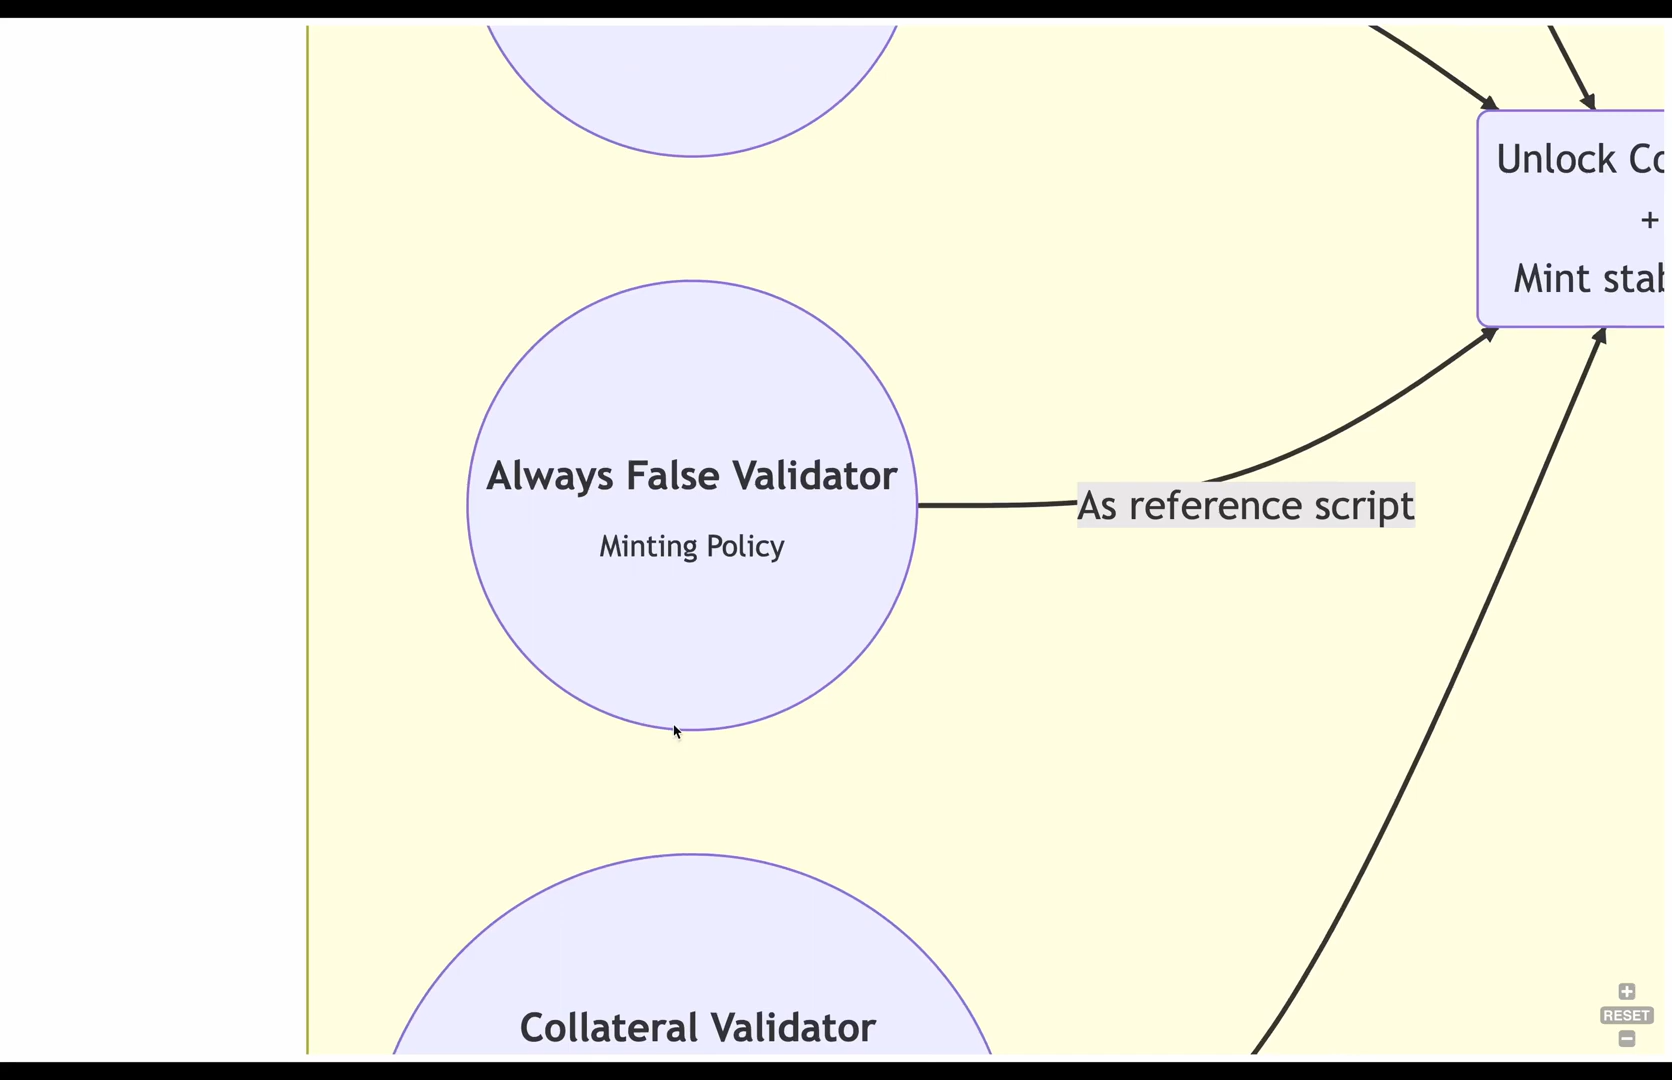 Unlock Co
+
Mint stab
Always False Validator
Minting Policy
As reference script
Collateral Validator
RESET